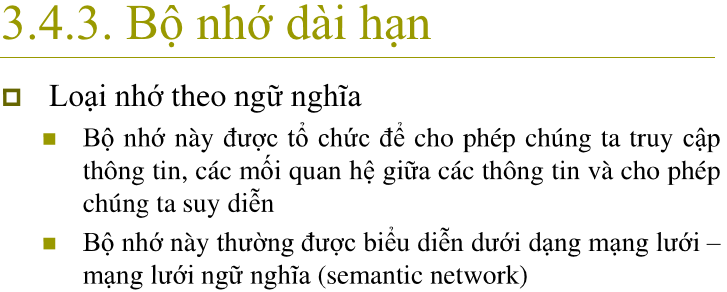 3.4.3. Bộ nhớ dài hạn
Loại nhớ theo ngữ nghĩa
Bộ nhớ này được tổ chức để cho phép chúng ta truy cập
thông tin, các mối quan hệ giữa các thông tin và cho phép
chúng ta suy diễn
Bộ nhớ này thường được biểu diễn dưới dạng mạng lưới –
mạng lưới ngữ nghĩa (semantic network)